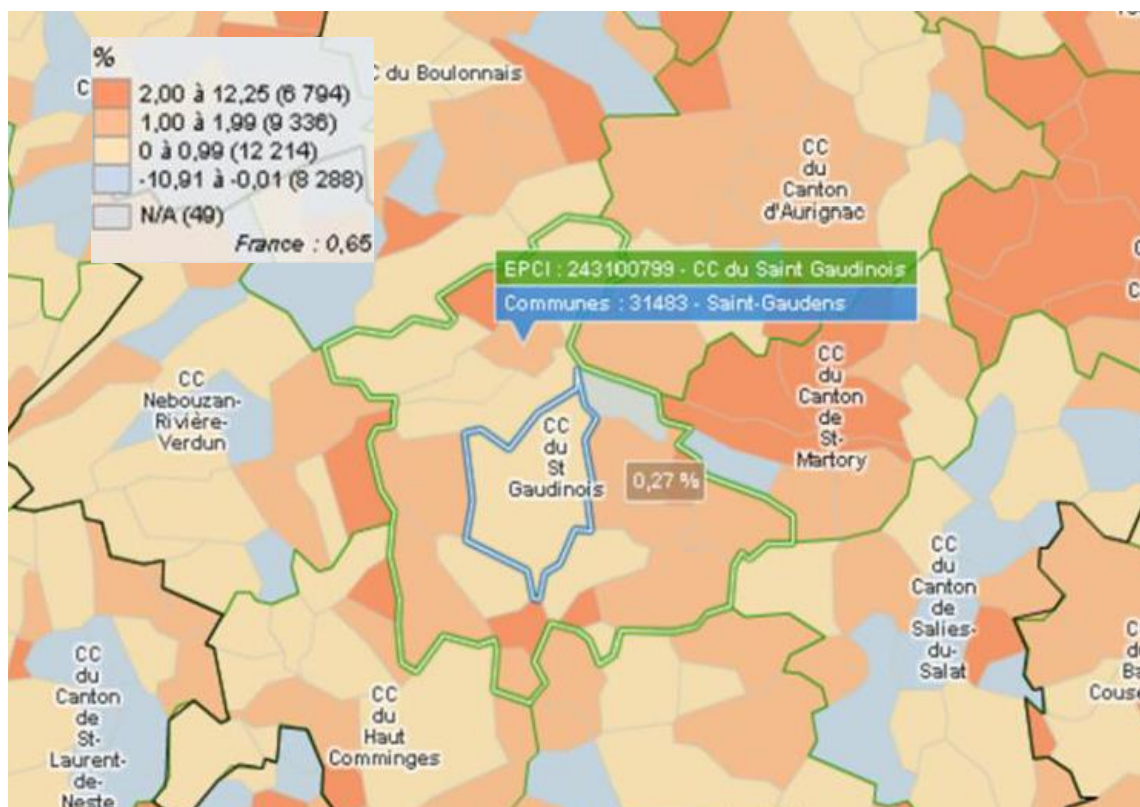 %
2,00 à 12,25 (6 794)
1,00 à 1,99 (9 336)
0 à 0,99 (12 214)
-10,91 à -0,01 (8 288)
N/A (49)
France : 0,65
C
C du Boulonnais
CC
du
Canton
d'Aurignac
EPCI : 243100799 - CC du Saint Gaudinois
Communes : 31483 - Saint-Gaudens
CC
Nebouzan-
Rivière-
Verdun
CC
du
St
Gaudinois
0,27 %
CC
du
Canton
de
St-
Martory
CC
du
Canton
de
Salies-
du-
Salat
CC
du
Canton
de
St-
Laurent-
de-
Neste
CC
du
Haut
Comminges
C
du
Ba
Couse